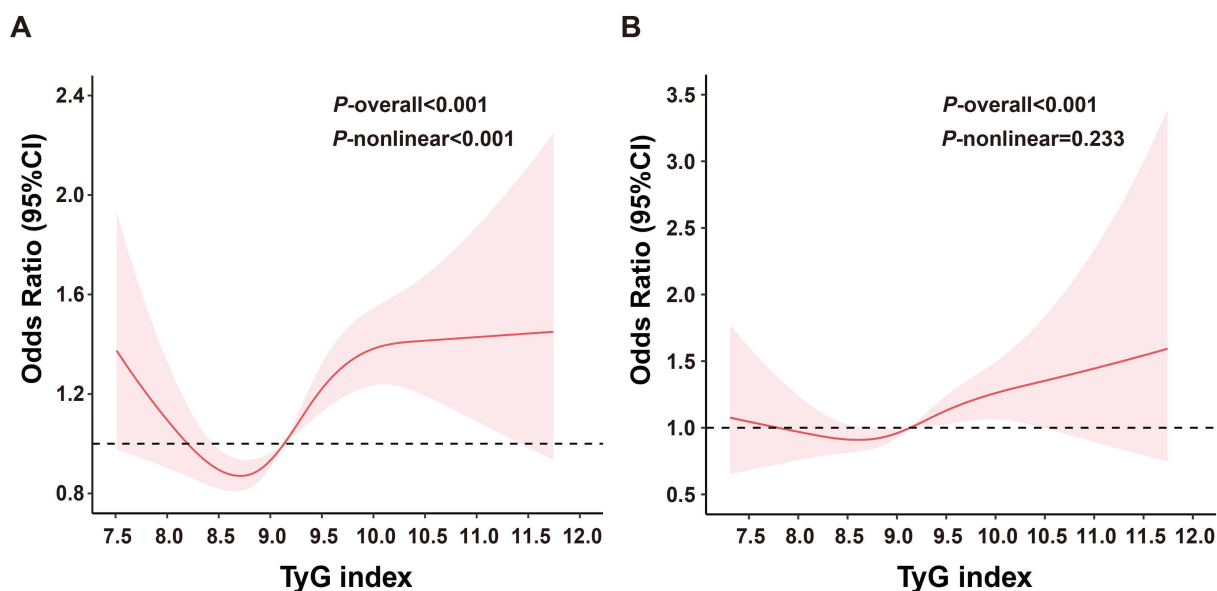 A
P-overall<0.001
P-nonlinear<0.001
Odds Ratio (95%CI)
2.4
2.0
1.6
1.2
0.8
7.5 8.0 8.5 9.0 9.5 10.0 10.5 11.0 11.5 12.0
TyG index
B
P-overall<0.001
P-nonlinear=0.233
Odds Ratio (95%CI)
3.5
3.0
2.5
2.0
1.5
1.0
0.5
7.5 8.0 8.5 9.0 9.5 10.0 10.5 11.0 11.5 12.0
TyG index